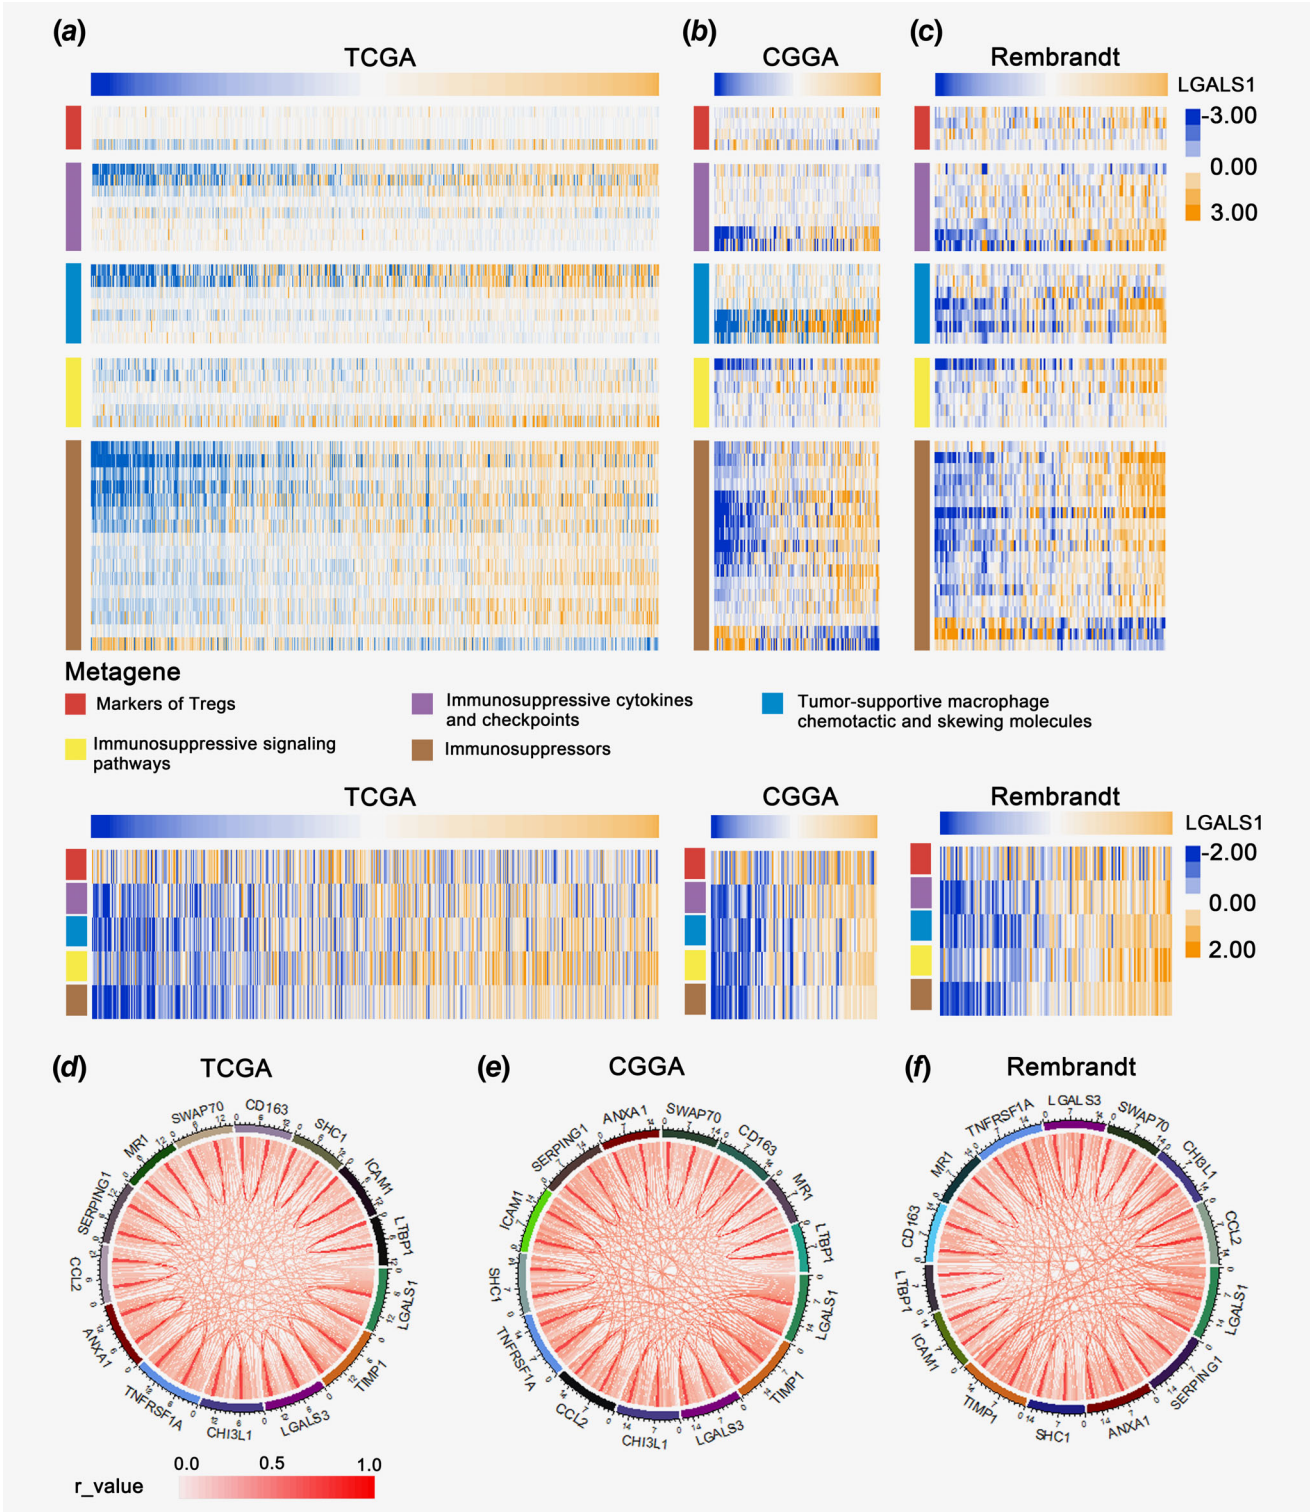 (a)
TCGA
(b)
CGGA
(c)
Rembrandt
LGALS1
-3.00
0.00
3.00
Metagene
Markers of Tregs
Immunosuppressive cytokines
and checkpoints
Tumor-supportive macrophage
chemotactic and skewing molecules
Immunosuppressive signaling
pathways
Immunosuppressors
TCGA
CGGA
Rembrandt
LGALS1
-2.00
0.00
2.00
(d)
TCGA
SWAP70
CD163
SHC1
ICAM1
LTBP1
LGALS1
TIMP1
LGALS3
CHI3L1
TNFRSF1A
ANXA1
CCL2
SERPING1
MR1
(e)
CGGA
ANXA1
SWAP70
CD163
MR1
LTBP1
LGALS1
TIMP1
LGALS3
CHI3L1
CCL2
TNFRSF1A
SHC1
ICAM1
SERPING1
(f)
Rembrandt
TNFRSF1A
LGALS3
SWAP70
CHI3L1
CCL2
LGALS1
SERPING1
ANXA1
SHC1
TIMP1
ICAM1
LTBP1
CD163
MR1
r_value
0.0
0.5
1.0